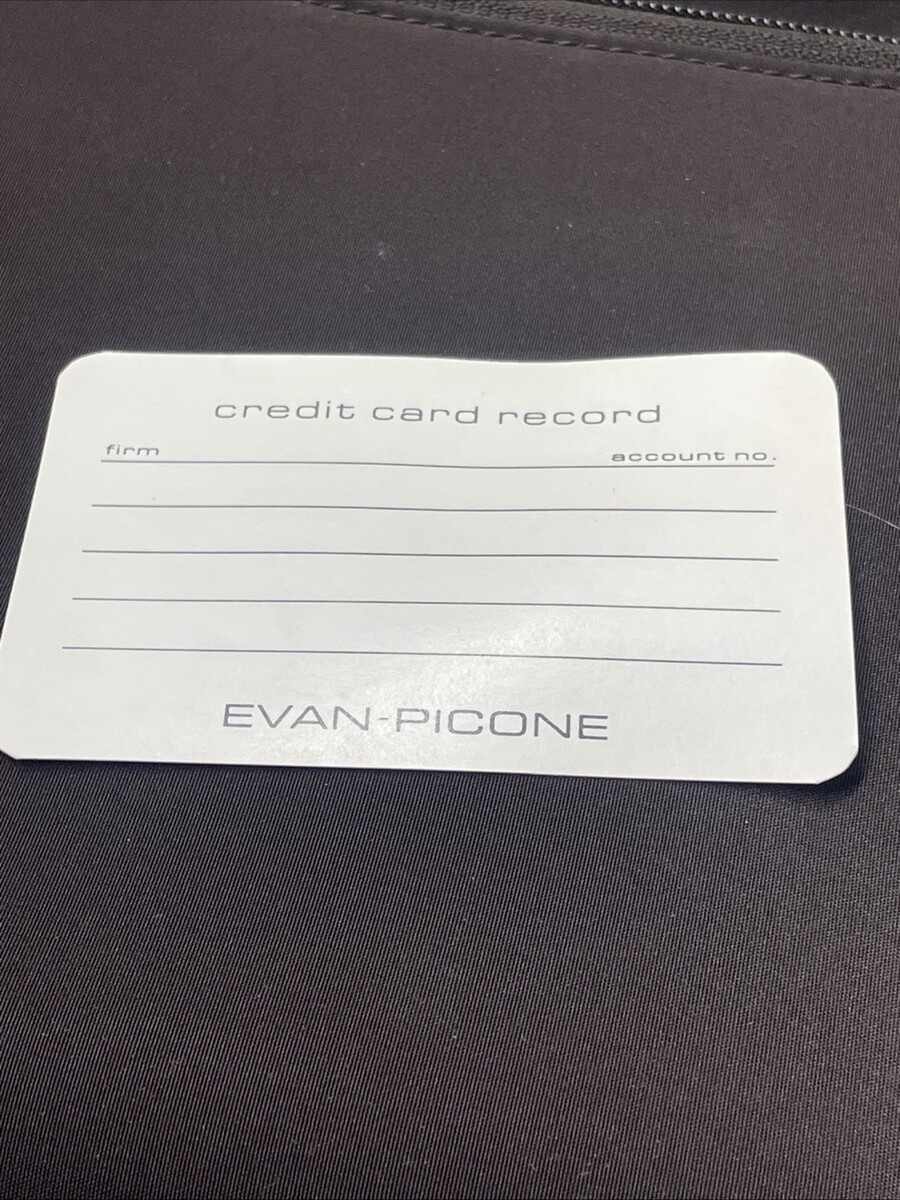 credit card record
firm account no.
EVAN-PICONE